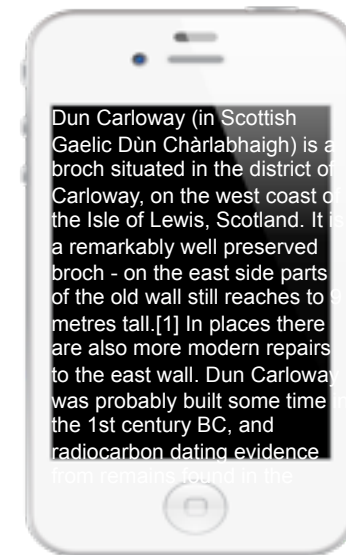 Dun Carloway (in Scottish
Gaelic Dùn Chàrlabhaigh) is a
broch situated in the district of
Carloway, on the west coast of
the Isle of Lewis, Scotland. It is
a remarkably well preserved
broch - on the east side parts
of the old wall still reaches to 9
metres tall.[1] In places there
are also more modern repairs
to the east wall. Dun Carloway
was probably built some time in
the 1st century BC, and
radiocarbon dating evidence
from remains found in the